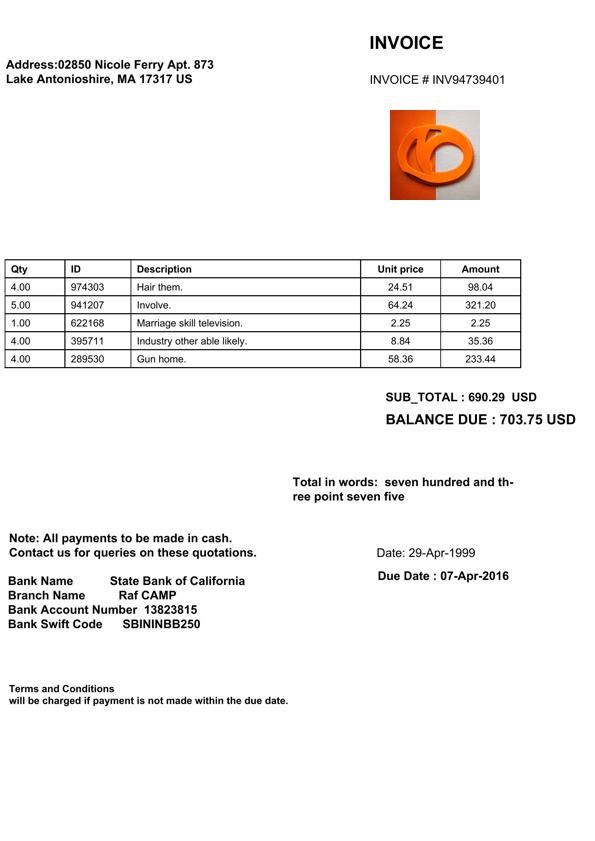 INVOICE
Address:02850 Nicole Ferry Apt. 873
Lake Antonioshire, MA 17317 US
INVOICE # INV94739401
Qty ID Description Unit price Amount
4.00 974303 Hair them. 24.51 98.04
5.00 941207 Involve. 64.24 321.20
1.00 622168 Marriage skill television. 2.25 2.25
4.00 395711 Industry other able likely. 8.84 35.36
4.00 289530 Gun home. 58.36 233.44
SUB_TOTAL : 690.29 USD
BALANCE DUE : 703.75 USD
Total in words: seven hundred and th-
ree point seven five
Note: All payments to be made in cash.
Contact us for queries on these quotations.
Date: 29-Apr-1999
Due Date : 07-Apr-2016
Bank Name State Bank of California
Branch Name Raf CAMP
Bank Account Number 13823815
Bank Swift Code SBININBB250
Terms and Conditions
will be charged if payment is not made within the due date.